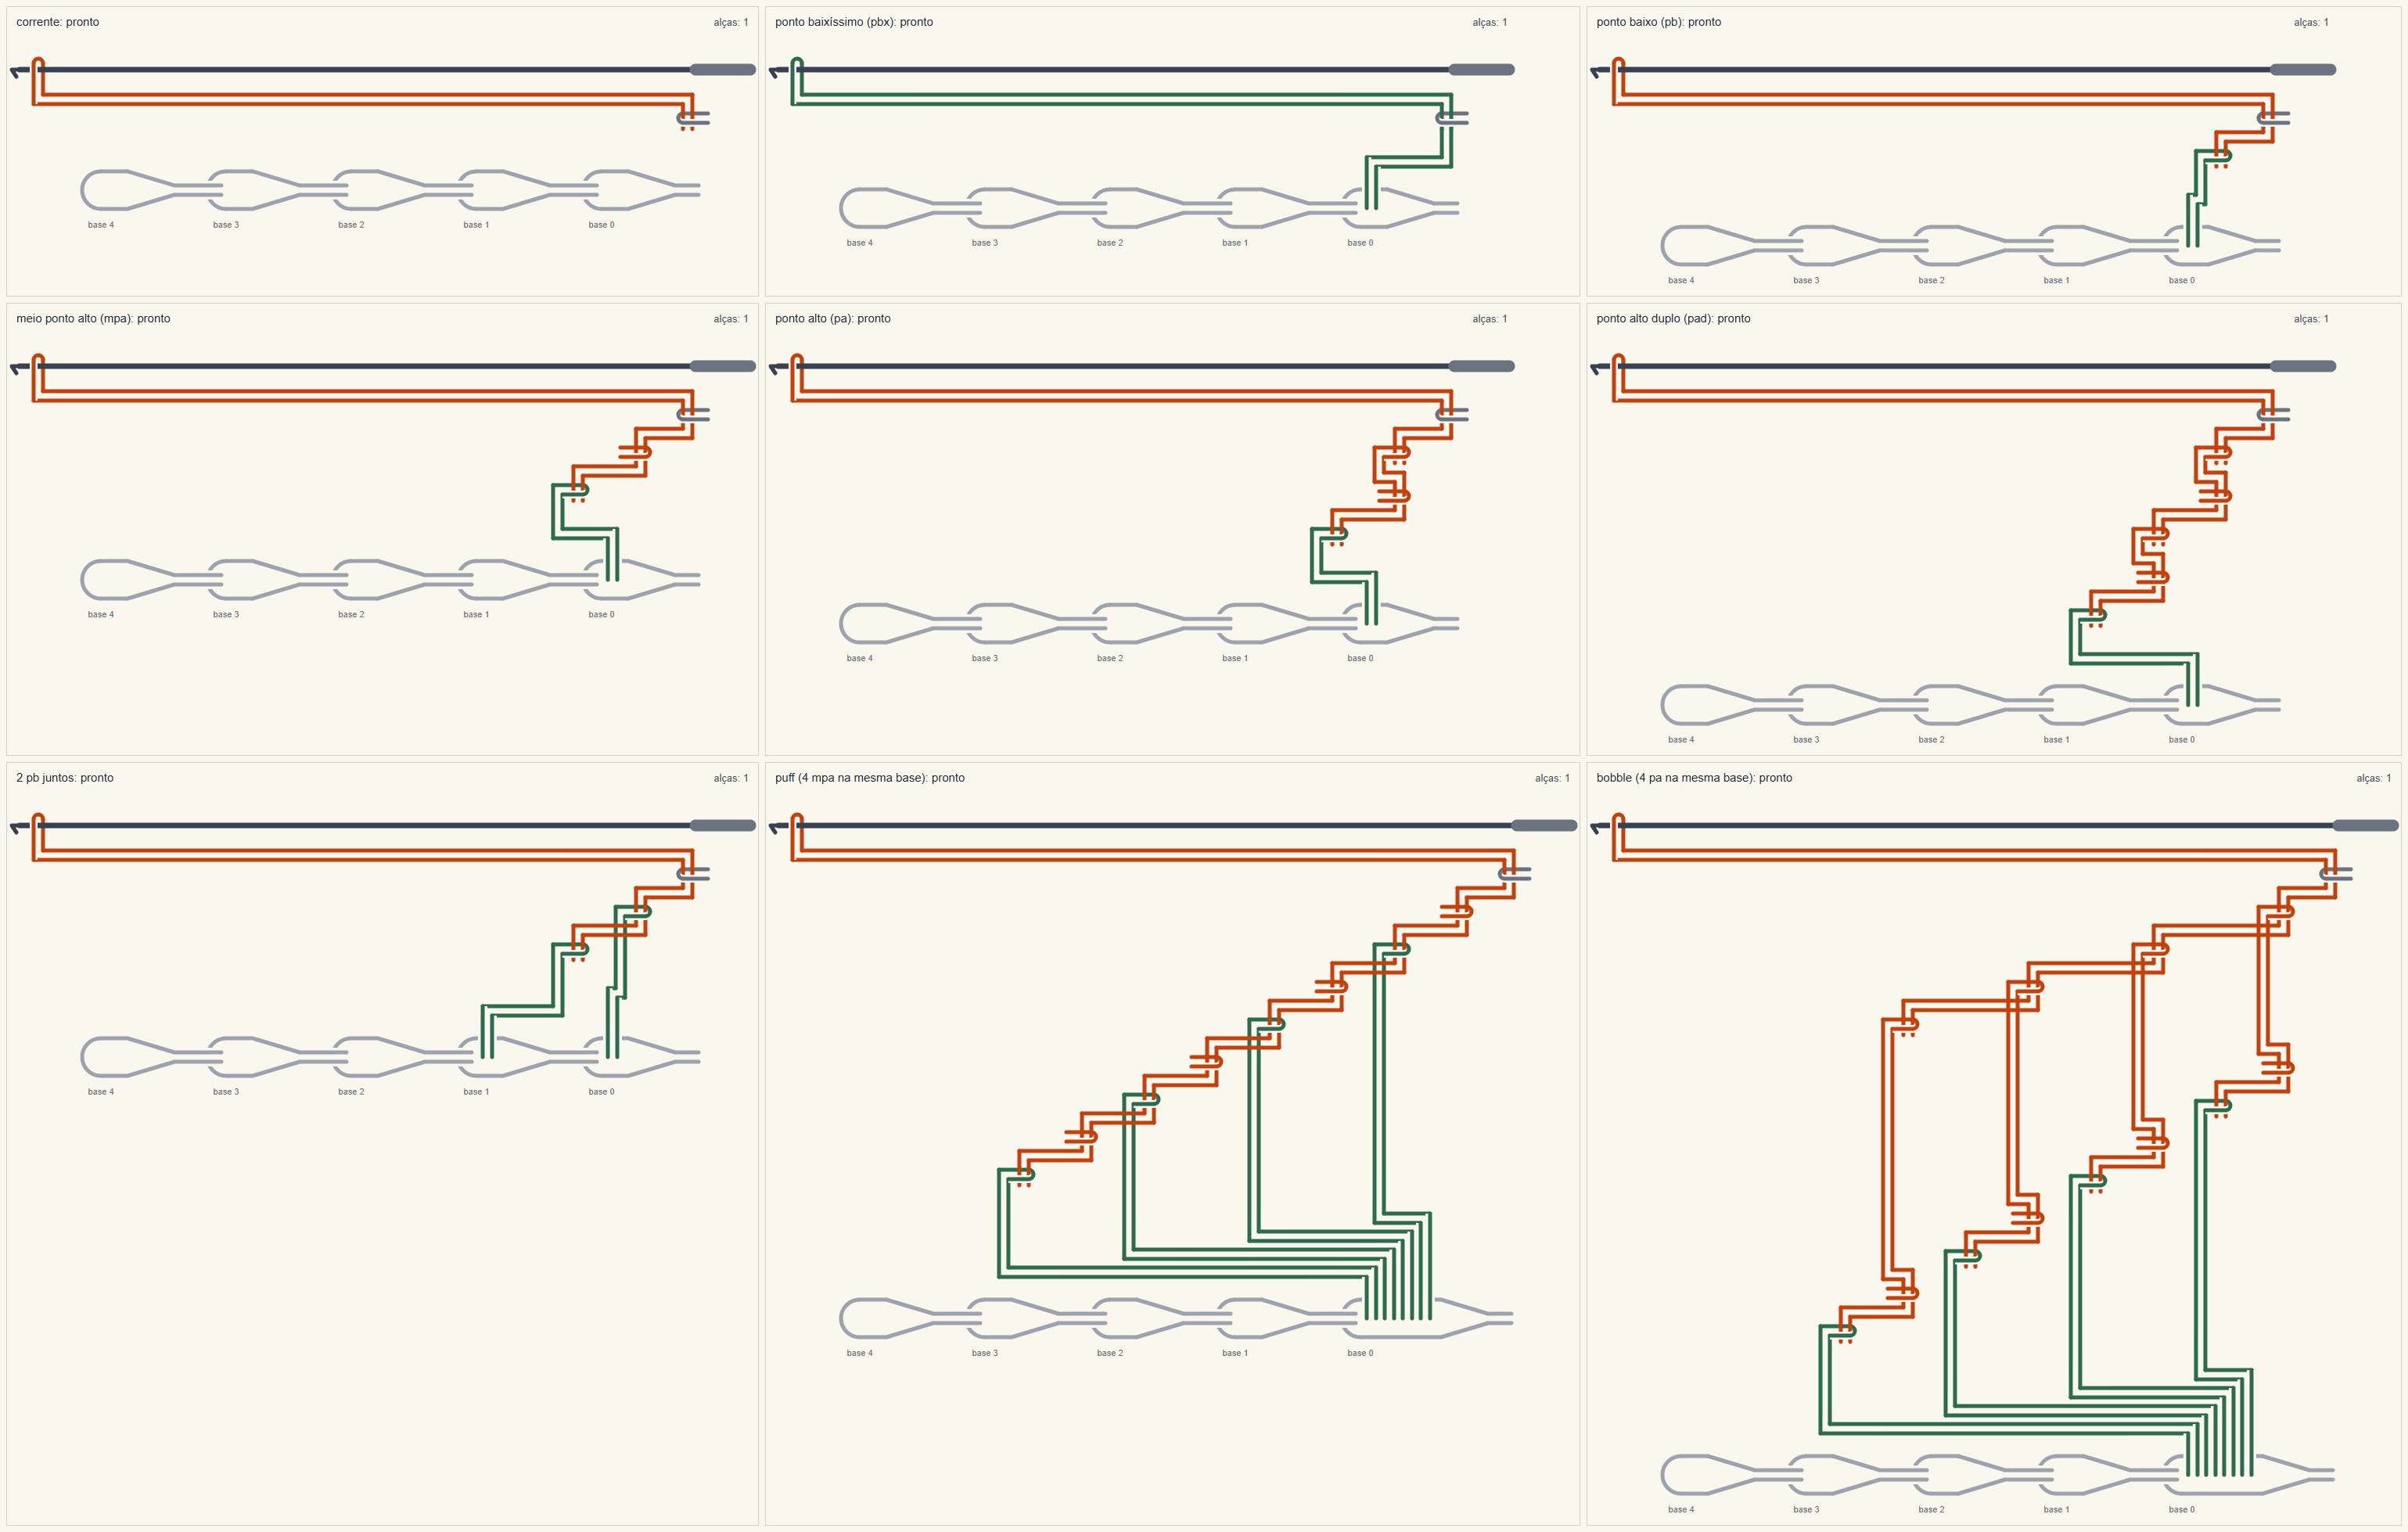 corrente: pronto
alças: 1
base 4
base 3
base 2
base 1
base 0
ponto baixíssimo (pbx): pronto
alças: 1
base 4
base 3
base 2
base 1
base 0
ponto baixo (pb): pronto
alças: 1
base 4
base 3
base 2
base 1
base 0
meio ponto alto (mpa): pronto
alças: 1
base 4
base 3
base 2
base 1
base 0
ponto alto (pa): pronto
alças: 1
base 4
base 3
base 2
base 1
base 0
ponto alto duplo (pad): pronto
alças: 1
base 4
base 3
base 2
base 1
base 0
2 pb juntos: pronto
alças: 1
base 4
base 3
base 2
base 1
base 0
puff (4 mpa na mesma base): pronto
alças: 1
base 4
base 3
base 2
base 1
base 0
bobble (4 pa na mesma base): pronto
alças: 1
base 4
base 3
base 2
base 1
base 0